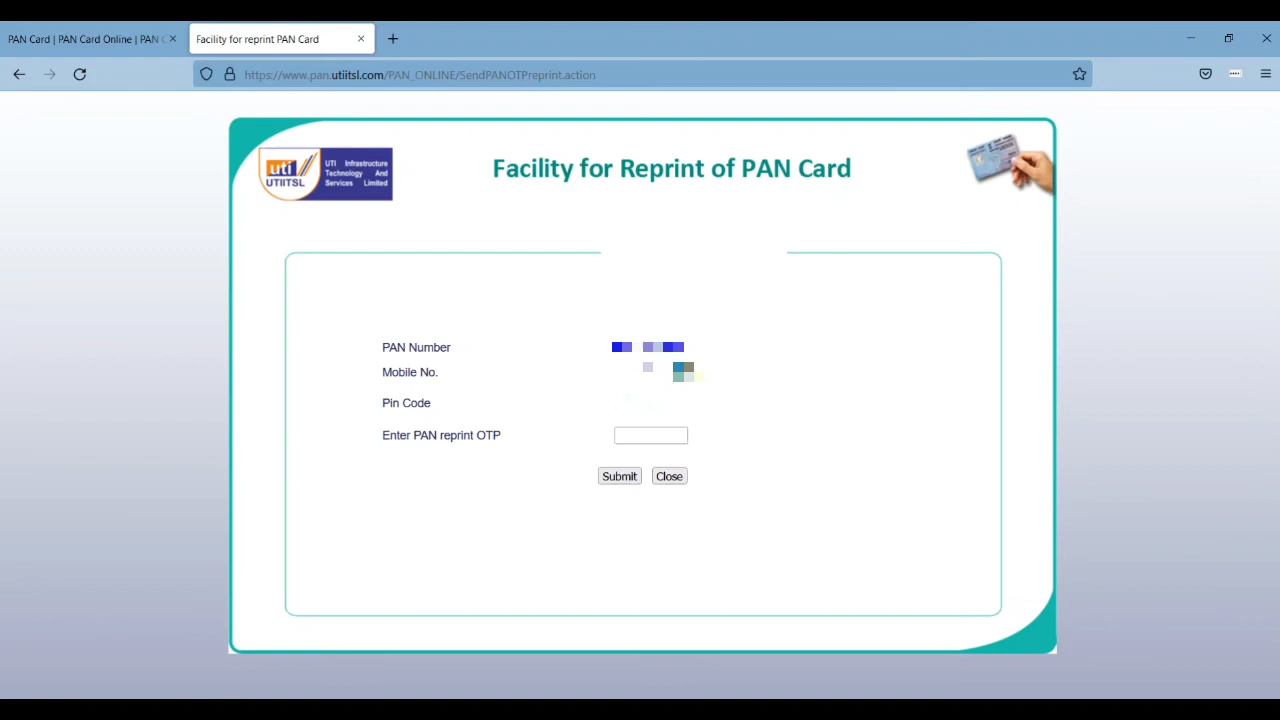 PAN Card | PAN Card Online | PAN C
Facility for reprint PAN Card
https://www.pan.utiitsl.com/PAN_ONLINE/SendPANOTPreprint.action
uti
UTIITSL
UTI Infrastructure
Technology And
Services Limited
Facility for Reprint of PAN Card
PAN Number
Mobile No.
Pin Code
Enter PAN reprint OTP
Submit Close